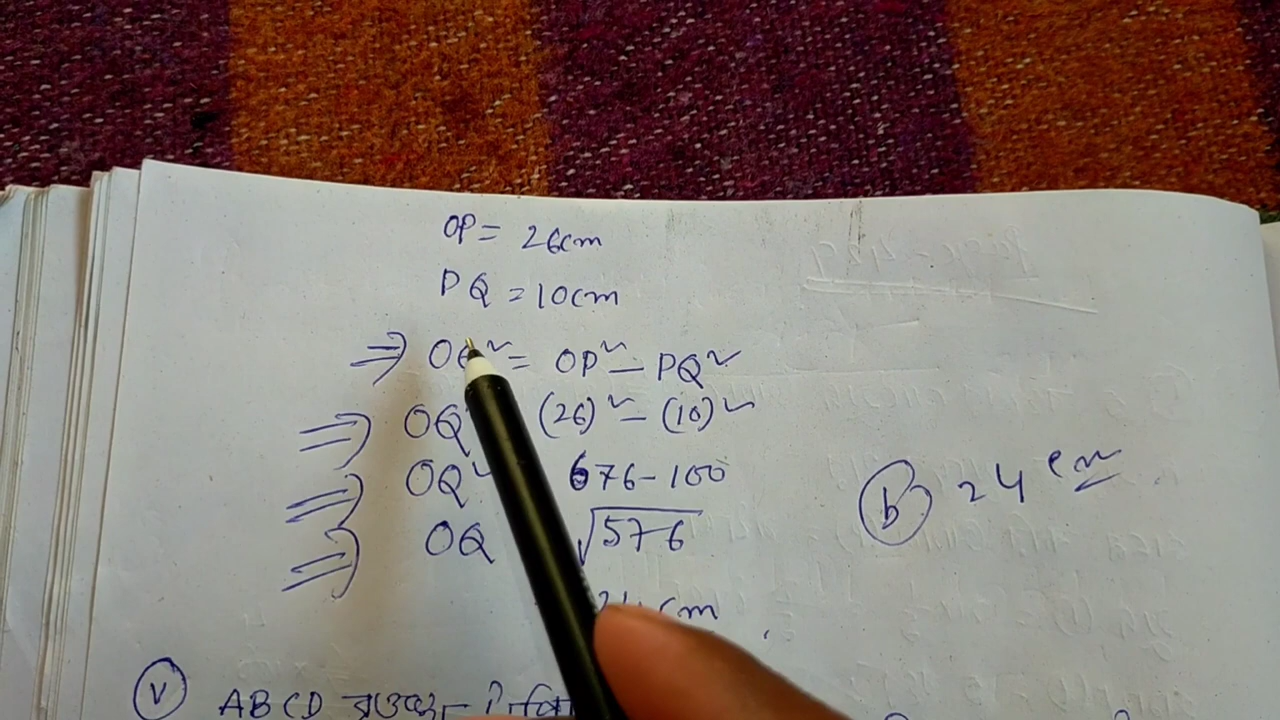 OP = 26cm
PQ = 10cm
⇒ OQ² = OP² - PQ²
⇒ OQ² (26)² - (10)²
⇒ OQ² 676-100
⇒ OQ √576
24 cm
(b) 24 cm
(v) ABCD